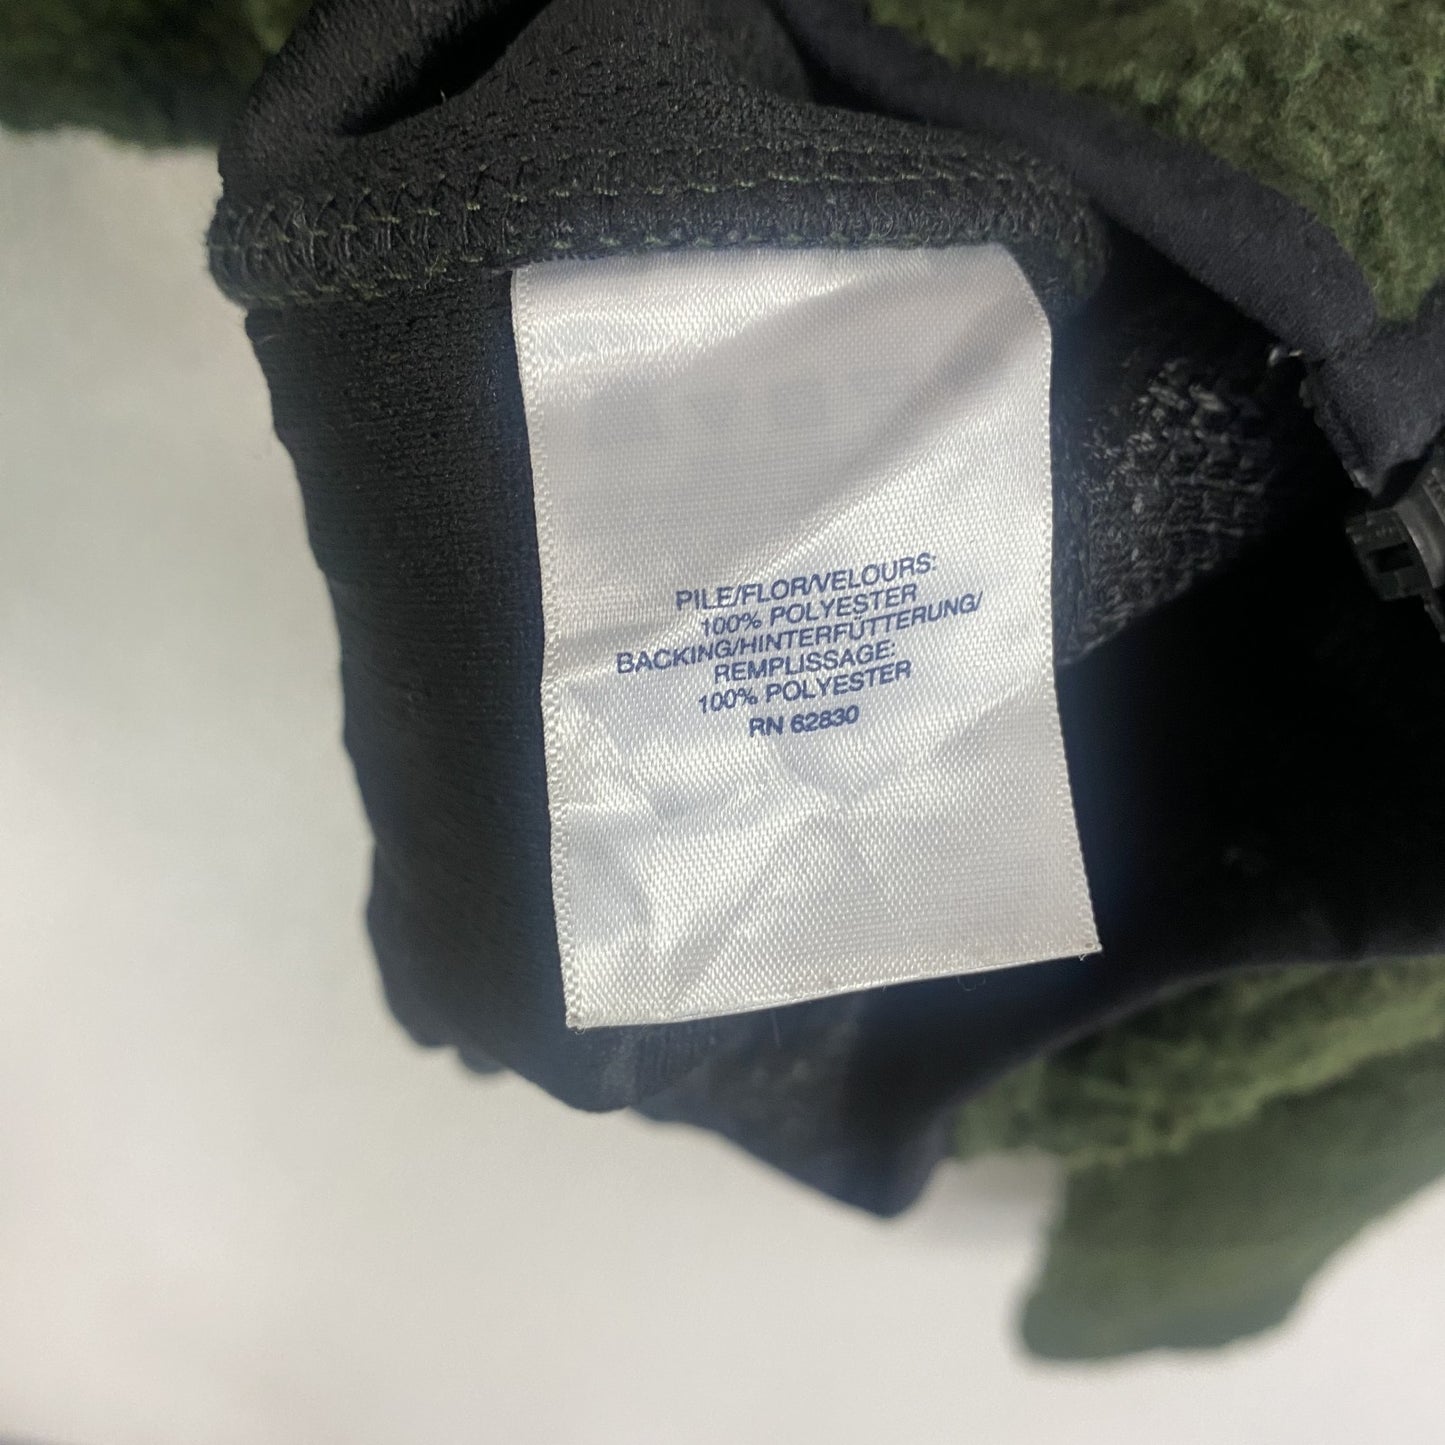 PILE/FLOR/VELOURS:
100% POLYESTER
BACKING/HINTERFÜTTERUNG/
REMPLISSAGE:
100% POLYESTER
RN 62830